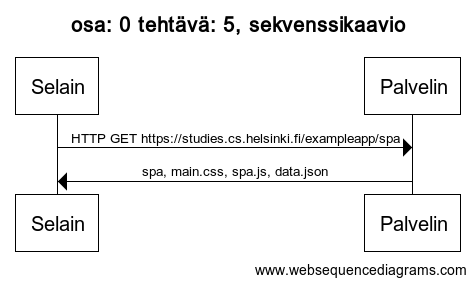 osa: 0 tehtävä: 5, sekvenssikaavio
Selain Palvelin
HTTP GET https://studies.cs.helsinki.fi/exampleapp/spa
spa, main.css, spa.js, data.json
Selain Palvelin
www.websequencediagrams.com